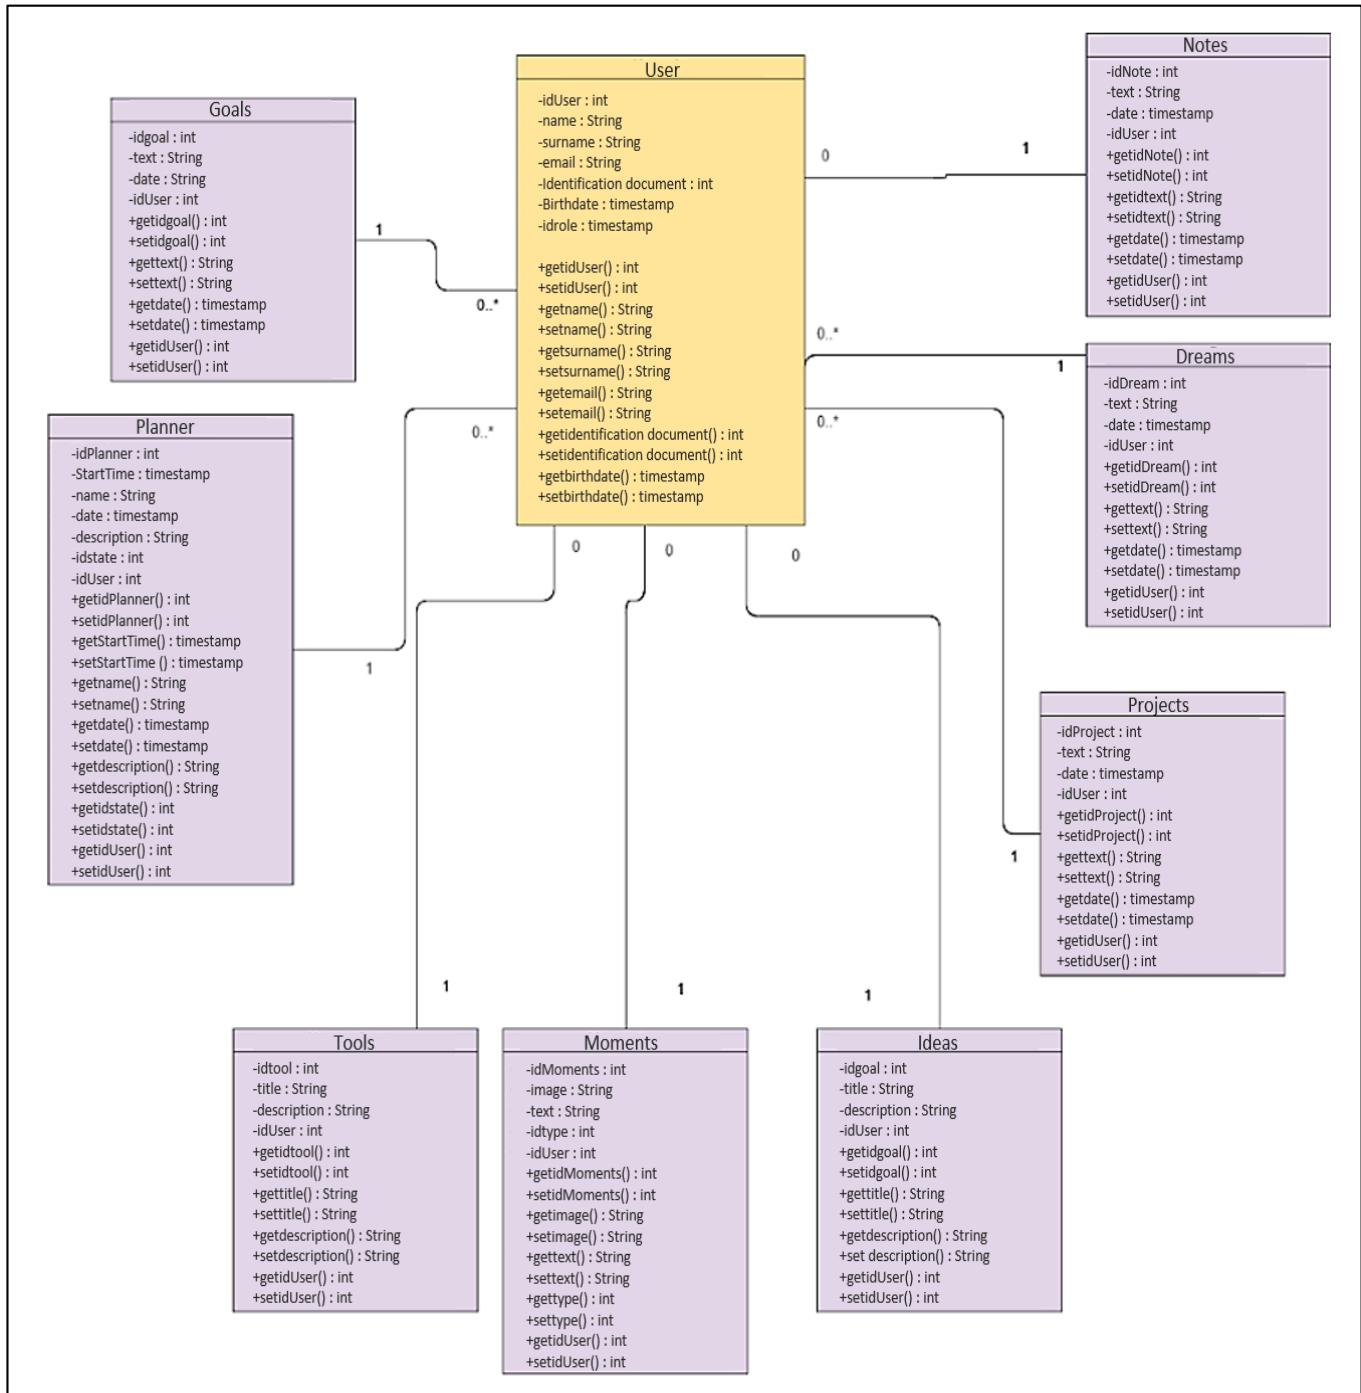 Goals
-idgoal : int
-text : String
-date : String
-idUser : int
+getidgoal() : int
+setidgoal() : int
+gettext() : String
+settext() : String
+getdate() : timestamp
+setdate() : timestamp
+getidUser() : int
+setidUser() : int
1
0..*
User
-idUser : int
-name : String
-surname : String
-email : String
-Identification document : int
-Birthdate : timestamp
-idrole : timestamp
+getidUser() : int
+setidUser() : int
+getname() : String
+setname() : String
+getsurname() : String
+setsurname() : String
+getemail() : String
+setemail() : String
+getidentification document() : int
+setidentification document() : int
+getbirthdate() : timestamp
+setbirthdate() : timestamp
0
1
Notes
-idNote : int
-text : String
-date : timestamp
-idUser : int
+getidNote() : int
+setidNote() : int
+getidtext() : String
+setidtext() : String
+getdate() : timestamp
+setdate() : timestamp
+getidUser() : int
+setidUser() : int
0..*
1
Dreams
-idDream : int
-text : String
-date : timestamp
-idUser : int
+getidDream() : int
+setidDream() : int
+gettext() : String
+settext() : String
+getdate() : timestamp
+setdate() : timestamp
+getidUser() : int
+setidUser() : int
Planner
-idPlanner : int
-StartTime : timestamp
-name : String
-date : timestamp
-description : String
-idstate : int
-idUser : int
+getidPlanner() : int
+setidPlanner() : int
+getStartTime() : timestamp
+setStartTime () : timestamp
+getname() : String
+setname() : String
+getdate() : timestamp
+setdate() : timestamp
+getdescription() : String
+setdescription() : String
+getidstate() : int
+setidstate() : int
+getidUser() : int
+setidUser() : int
0..*
1
0..*
1
Projects
-idProject : int
-text : String
-date : timestamp
-idUser : int
+getidProject() : int
+setidProject() : int
+gettext() : String
+settext() : String
+getdate() : timestamp
+setdate() : timestamp
+getidUser() : int
+setidUser() : int
0
0
0
1
1
1
Tools
-idtool : int
-title : String
-description : String
-idUser : int
+getidtool() : int
+setidtool() : int
+gettitle() : String
+settitle() : String
+getdescription() : String
+setdescription() : String
+getidUser() : int
+setidUser() : int
Moments
-idMoments : int
-image : String
-text : String
-idtype : int
-idUser : int
+getidMoments() : int
+setidMoments() : int
+getimage() : String
+setimage() : String
+gettext() : String
+settext() : String
+gettype() : int
+settype() : int
+getidUser() : int
+setidUser() : int
Ideas
-idgoal : int
-title : String
-description : String
-idUser : int
+getidgoal() : int
+setidgoal() : int
+gettitle() : String
+settitle() : String
+getdescription() : String
+set description() : String
+getidUser() : int
+setidUser() : int